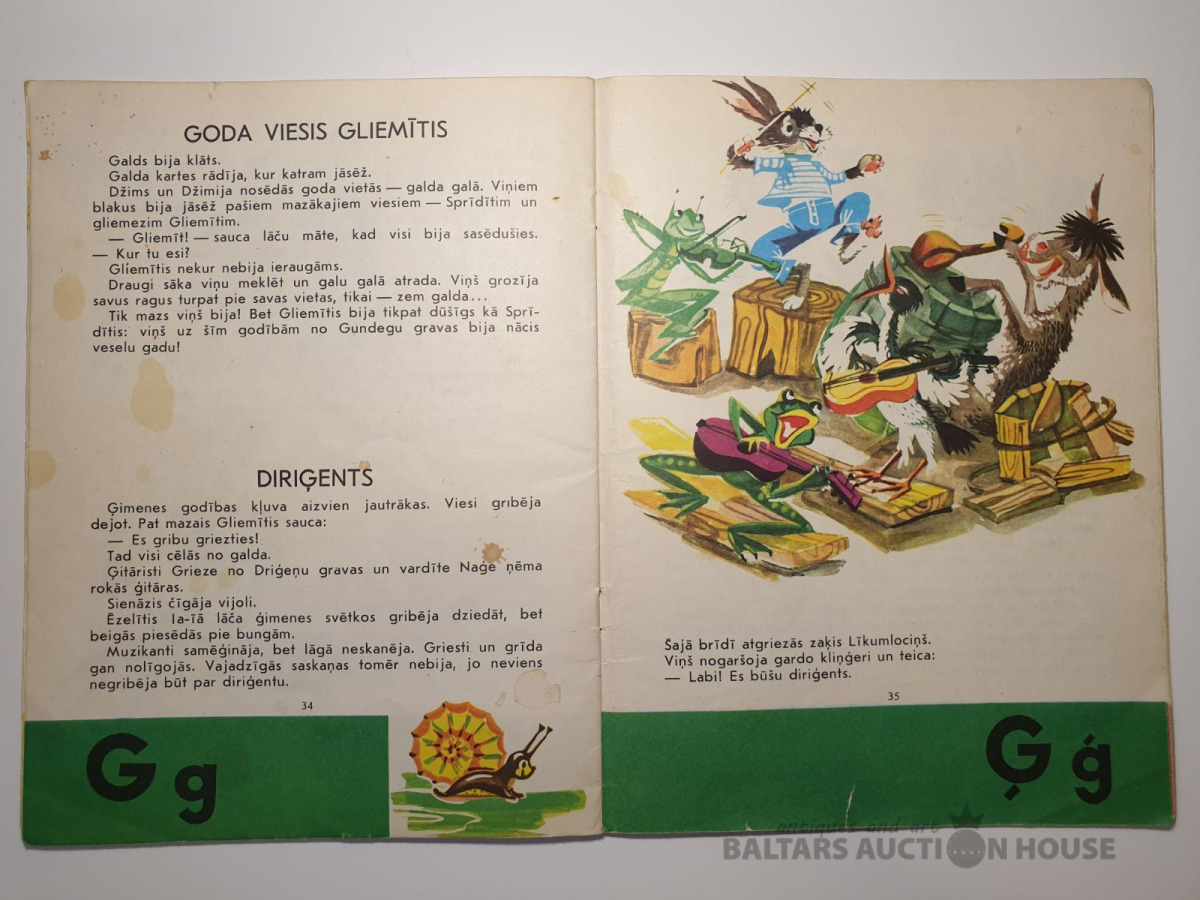 GODA VIESIS GLIEMĪTIS
Galds bija klāts.
Galda kartes rādīja, kur katram jāsēž.
Džims un Džimija nosēdās goda vietās — galda galā. Viņiem
blakus bija jāsēž pašiem mazākajiem viesiem — Sprīdītim un
gliemezim Gliemītim.
— Gliemīt! — sauca lāču māte, kad visi bija sasēdušies.
— Kur tu esi?
Gliemītis nekur nebija ieraugāms.
Draugi sāka viņu meklēt un galu galā atrada. Viņš grozīja
savus ragus turpat pie savas vietas, tikai — zem galda...
Tik mazs viņš bija! Bet Gliemītis bija tikpat dūšīgs kā Sprī-
dītis: viņš uz šīm godībām no Gundegu gravas bija nācis
veselu gadu!
DIRIĢENTS
Ģimenes godības kļuva aizvien jautrākas. Viesi gribēja
dejot. Pat mazais Gliemītis sauca:
— Es gribu griezties!
Tad visi cēlās no galda.
Ģitāristi Grieze no Driģeņu gravas un vardīte Naģe ņēma
rokās ģitāras.
Sienāzis čīgāja vijoli.
Ēzelītis Ia-īā lāča ģimenes svētkos gribēja dziedāt, bet
beigās piesēdās pie bungām.
Muzikanti samēģināja, bet lāgā neskanēja. Griesti un grīda
gan nolīgojās. Vajadzīgās saskaņas tomēr nebija, jo neviens
negribēja būt par diriģentu.
34
G g
Šajā brīdī atgriezās zaķis Līkumlociņš.
Viņš nogaršoja gardo kliņģeri un teica:
— Labi! Es būšu diriģents.
35
Ģ ģ
antiques and art
BALTARS AUCTION HOUSE